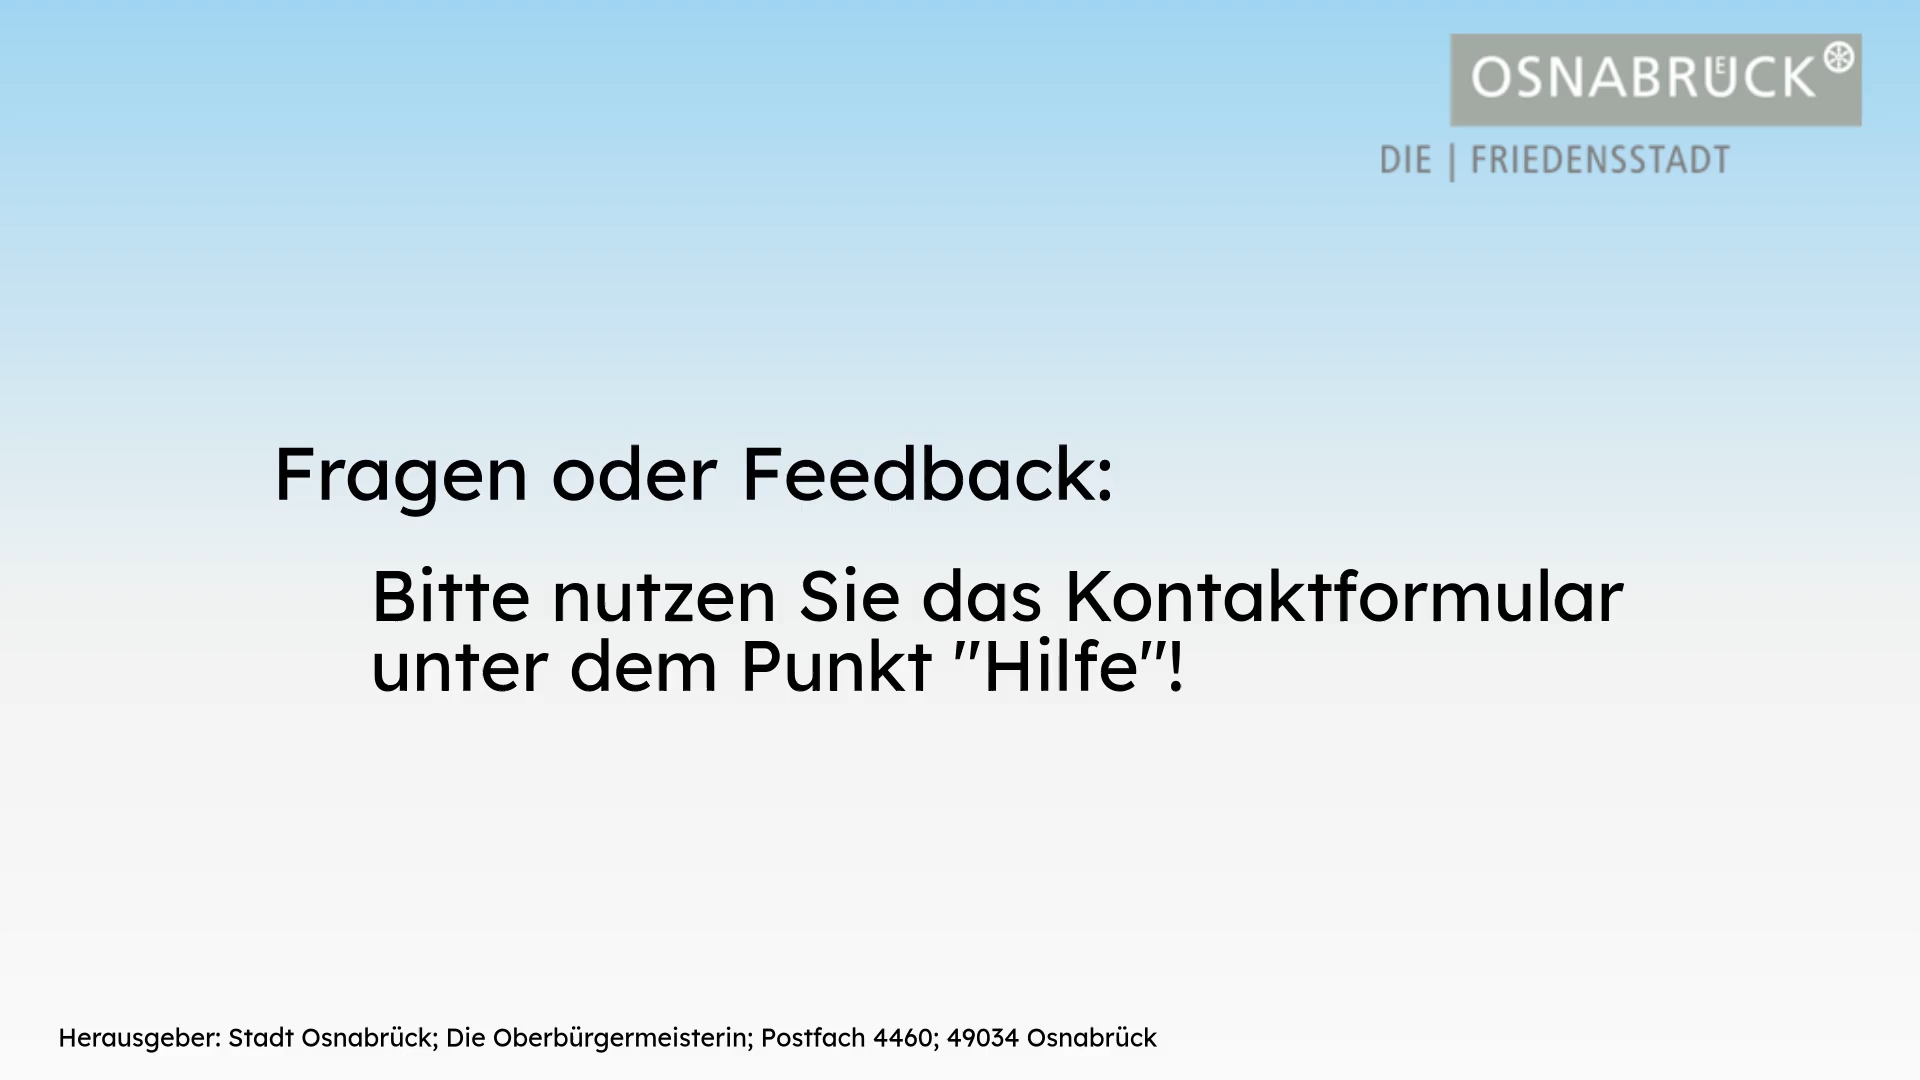 OSNABRÜCK
DIE | FRIEDENSSTADT
Fragen oder Feedback:
Bitte nutzen Sie das Kontaktformular
unter dem Punkt "Hilfe"!
Herausgeber: Stadt Osnabrück; Die Oberbürgermeisterin; Postfach 4460; 49034 Osnabrück